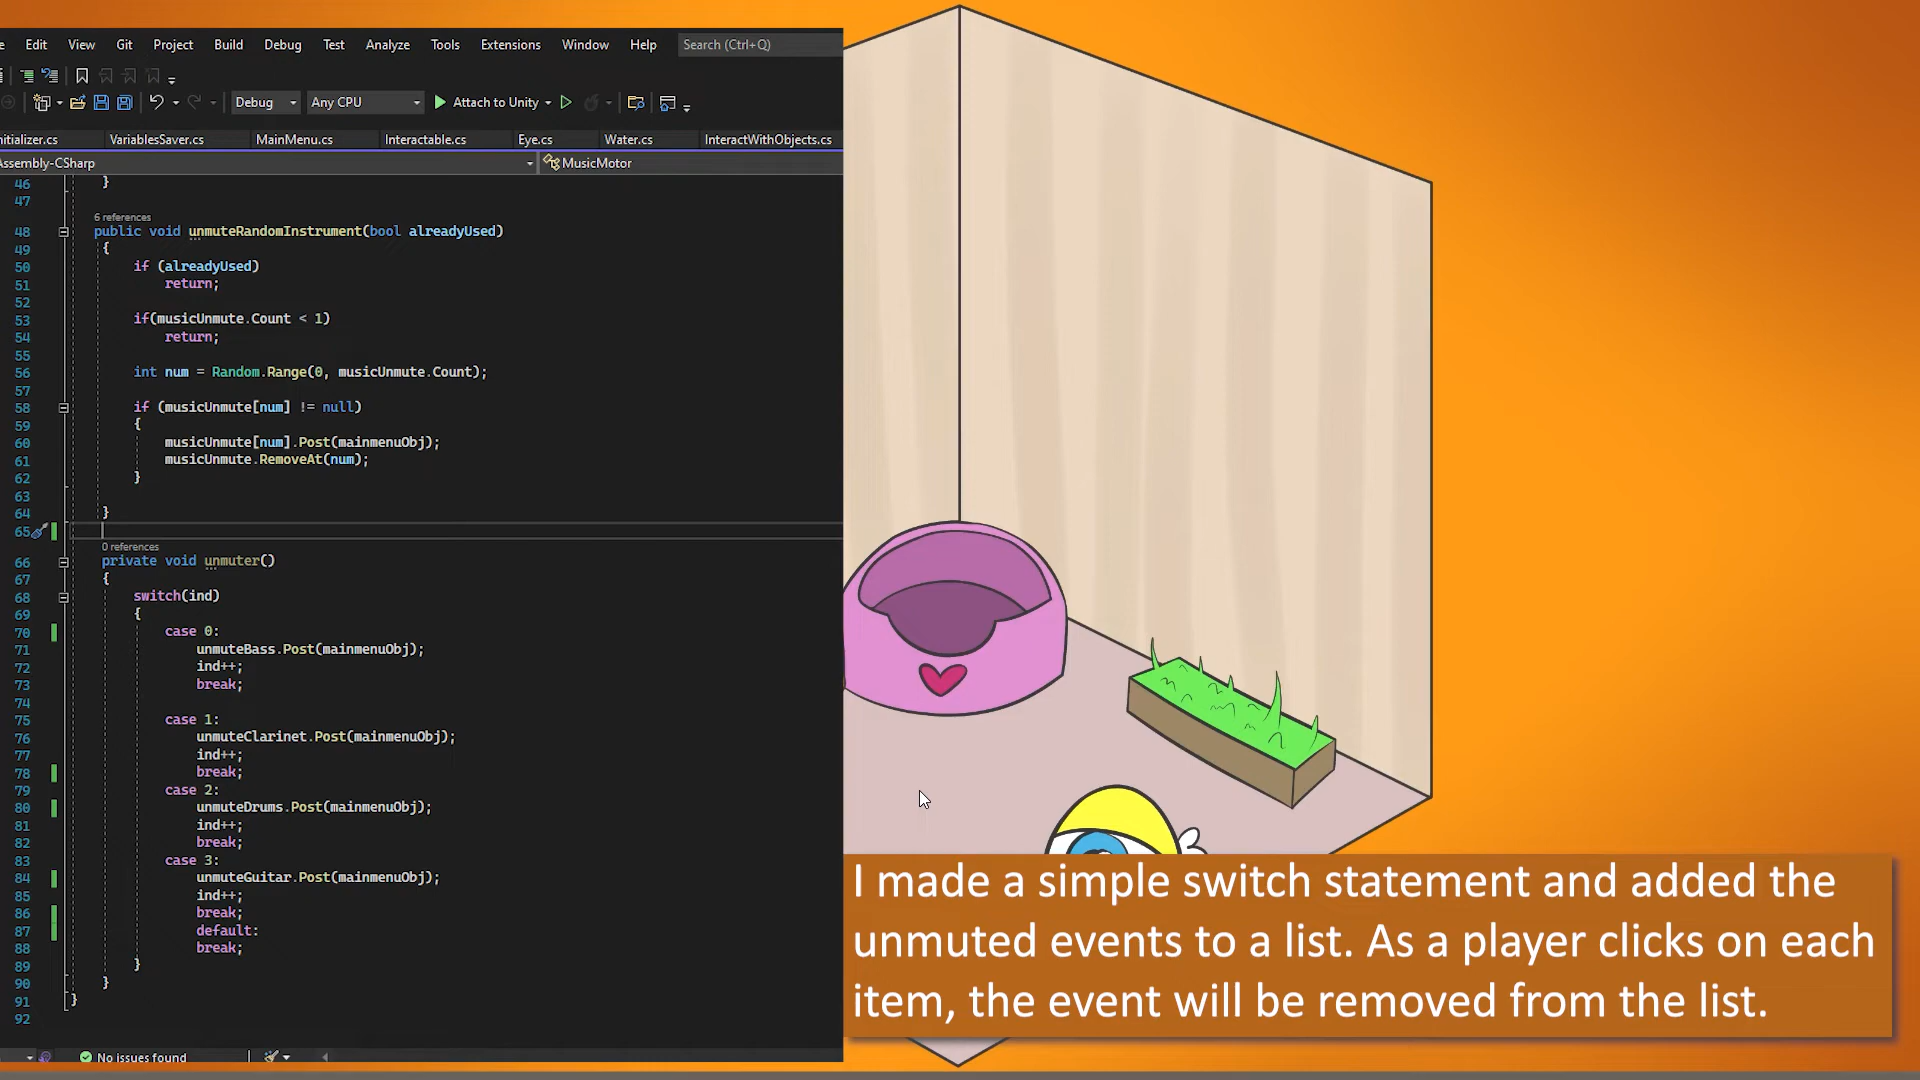 Edit View Git Project Build Debug Test Analyze Tools Extensions Window Help Search (Ctrl+Q)
Debug Any CPU Attach to Unity
nitializer.cs VariablesSaver.cs MainMenu.cs Interactable.cs Eye.cs Water.cs InteractWithObjects.cs
Assembly-CSharp MusicMotor
46 }
47
6 references
48 public void unmuteRandomInstrument(bool alreadyUsed)
49 {
50 if (alreadyUsed)
51 return;
52
53 if(musicUnmute.Count < 1)
54 return;
55
56 int num = Random.Range(0, musicUnmute.Count);
57
58 if (musicUnmute[num] != null)
59 {
60 musicUnmute[num].Post(mainmenuObj);
61 musicUnmute.RemoveAt(num);
62 }
63
64 }
65
0 references
66 private void unmuter()
67 {
68 switch(ind)
69 {
70 case 0:
71 unmuteBass.Post(mainmenuObj);
72 ind++;
73 break;
74
75 case 1:
76 unmuteClarinet.Post(mainmenuObj);
77 ind++;
78 break;
79 case 2:
80 unmuteDrums.Post(mainmenuObj);
81 ind++;
82 break;
83 case 3:
84 unmuteGuitar.Post(mainmenuObj);
85 ind++;
86 break;
87 default:
88 break;
89 }
90 }
91 }
92
No issues found
I made a simple switch statement and added the
unmuted events to a list. As a player clicks on each
item, the event will be removed from the list.